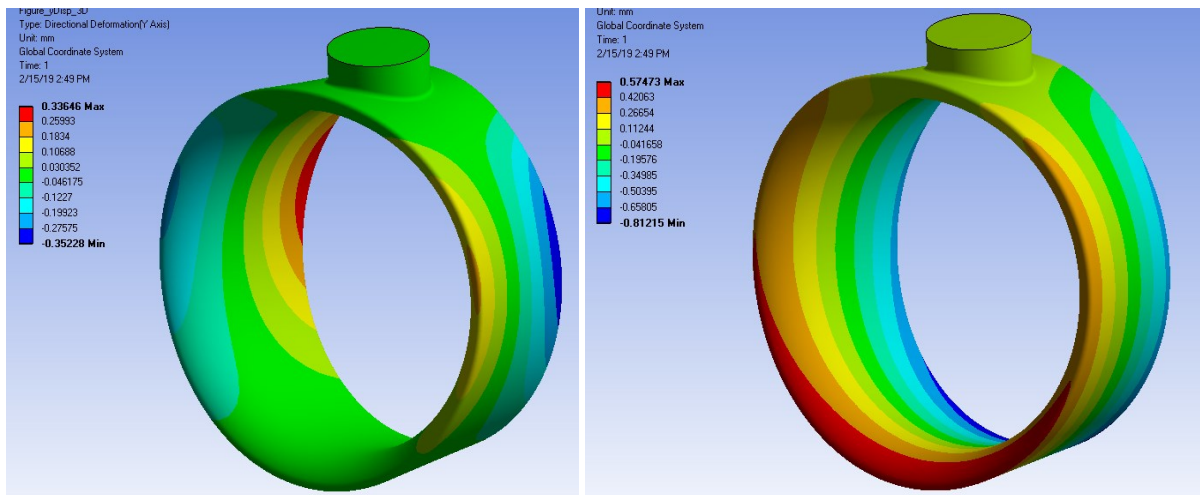 Figure_yDisp_3D
Type: Directional Deformation(Y Axis)
Unit: mm
Global Coordinate System
Time: 1
2/15/19 2:49 PM
0.33646 Max
0.25993
0.1834
0.10688
0.030352
-0.046175
-0.1227
-0.19923
-0.27575
-0.35228 Min
Unit: mm
Global Coordinate System
Time: 1
2/15/19 2:49 PM
0.57473 Max
0.42063
0.26654
0.11244
-0.041658
-0.19576
-0.34985
-0.50395
-0.65805
-0.81215 Min